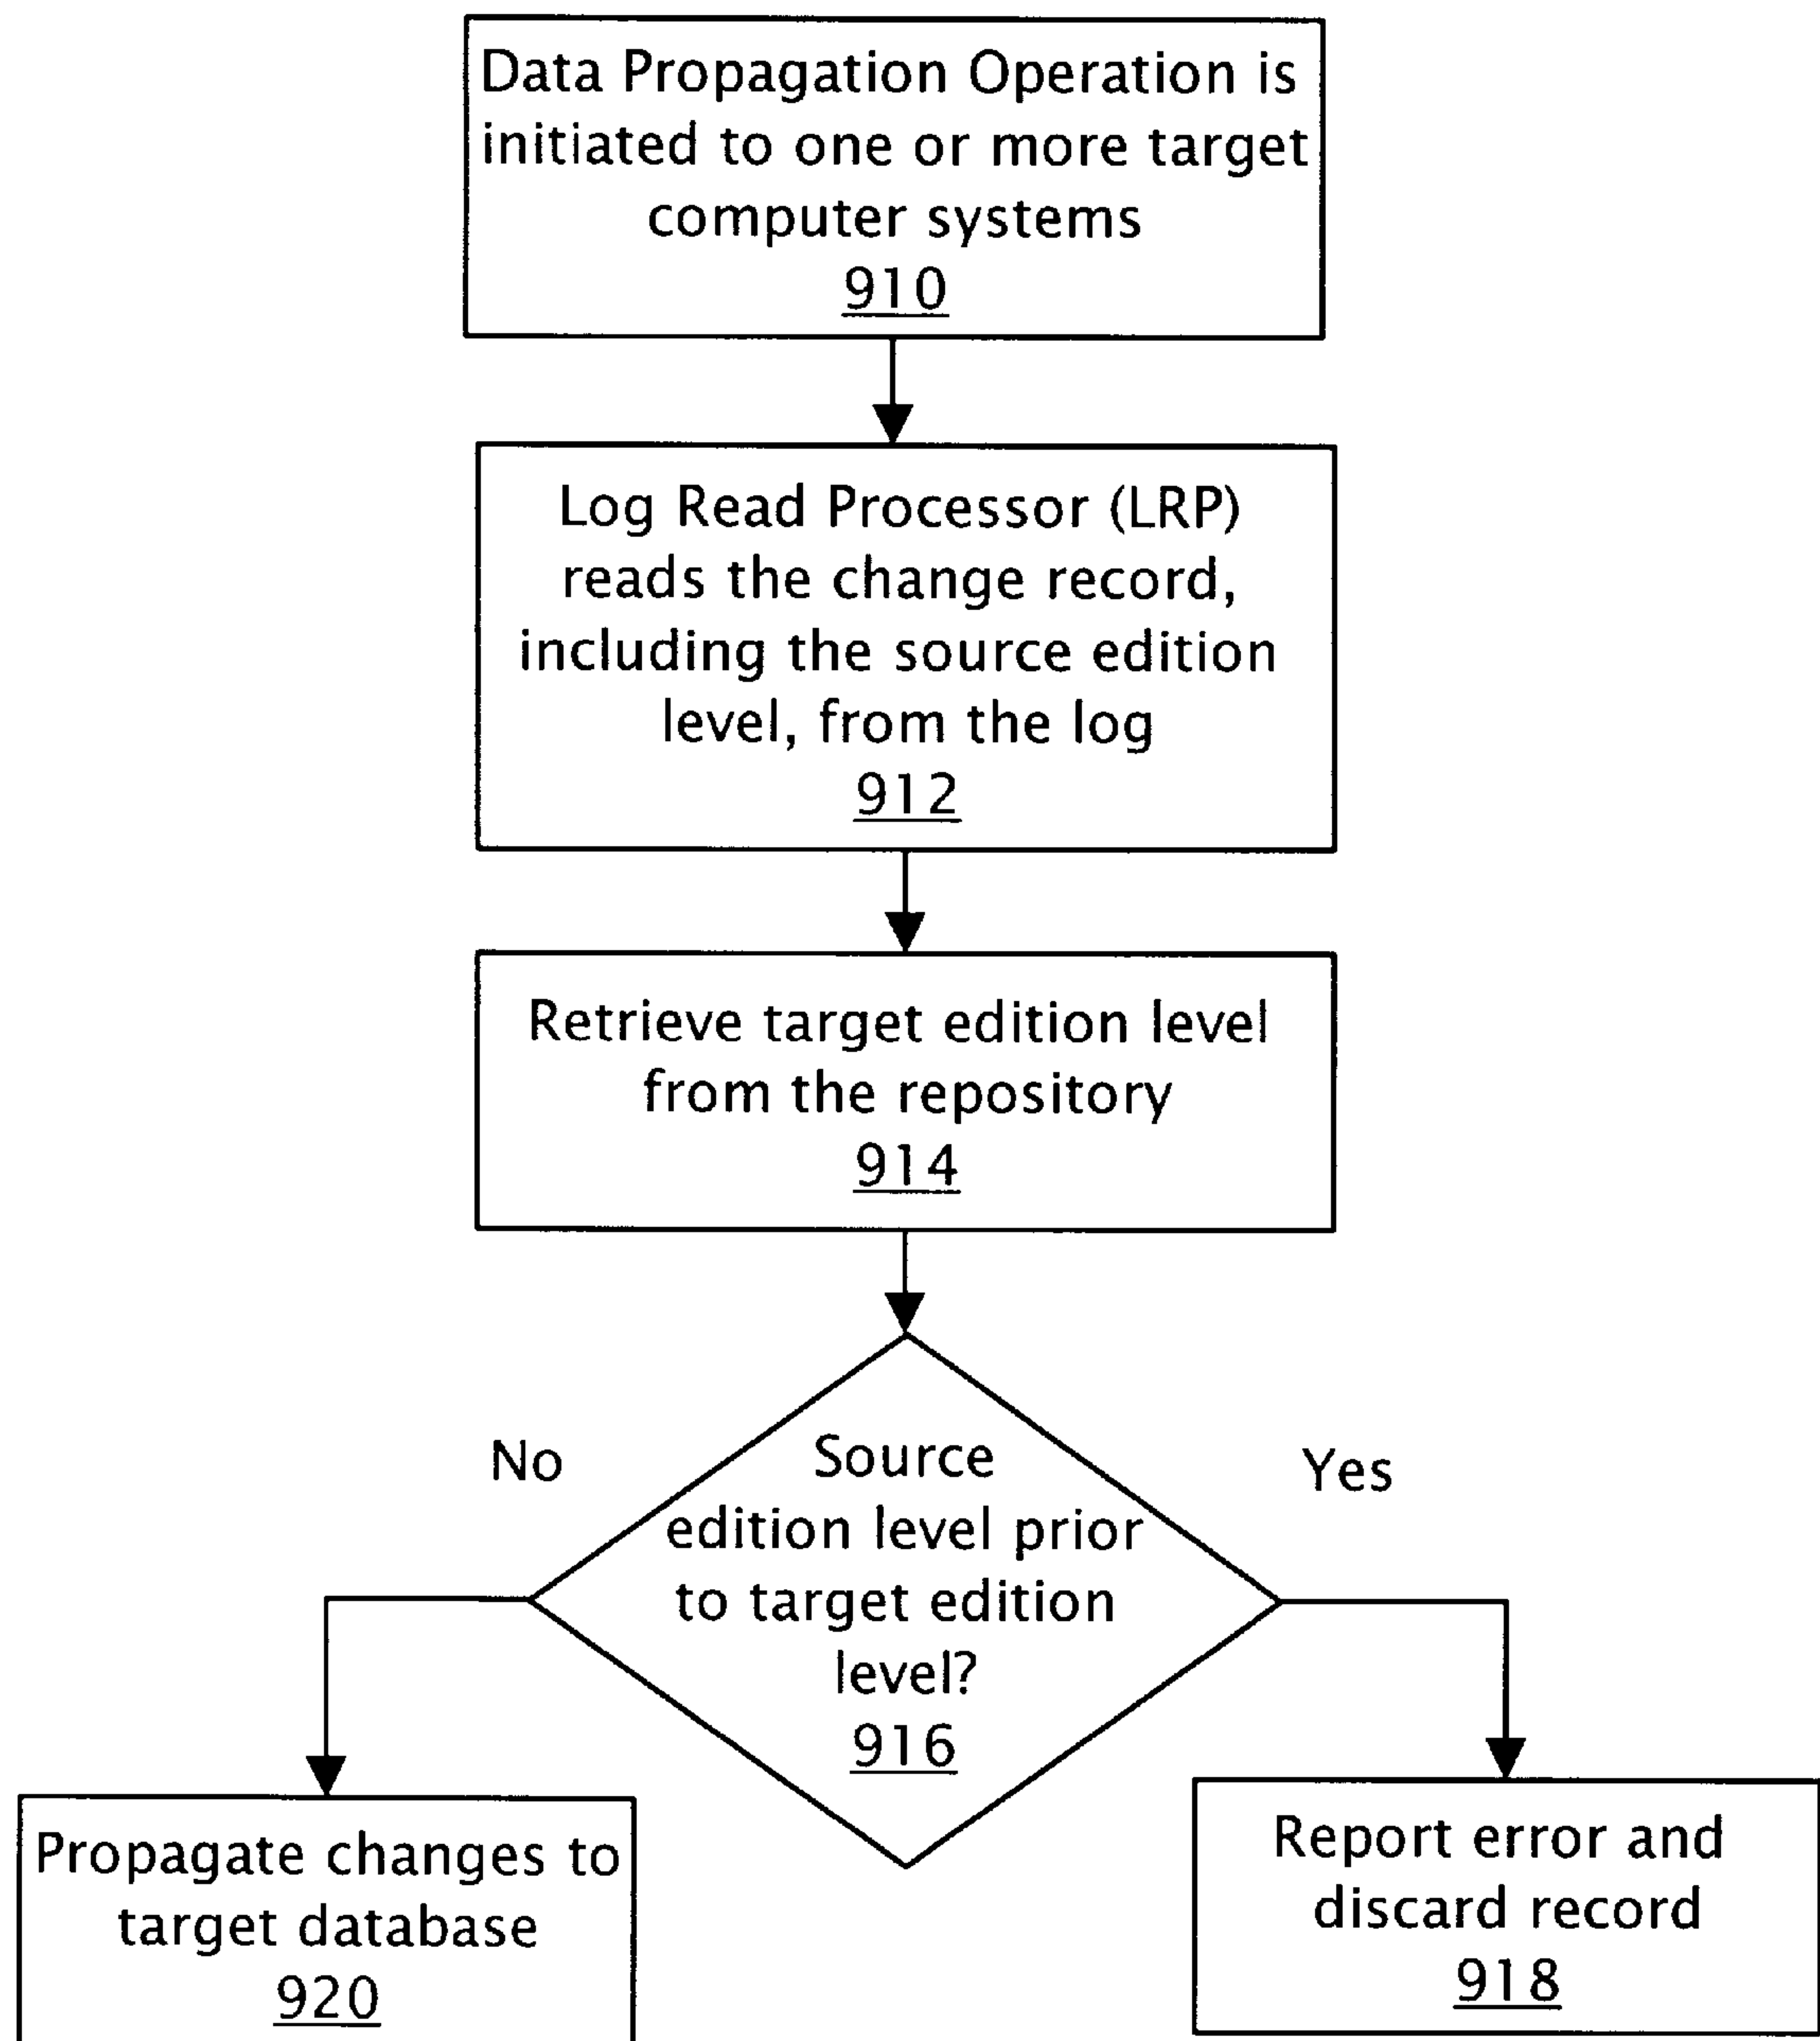 Data Propagation Operation is
initiated to one or more target
computer systems
910
Log Read Processor (LRP)
reads the change record,
including the source edition
level, from the log
912
Retrieve target edition level
from the repository
914
No
Yes
Source
edition level prior
to target edition
level?
916
Propagate changes to
target database
920
Report error and
discard record
918